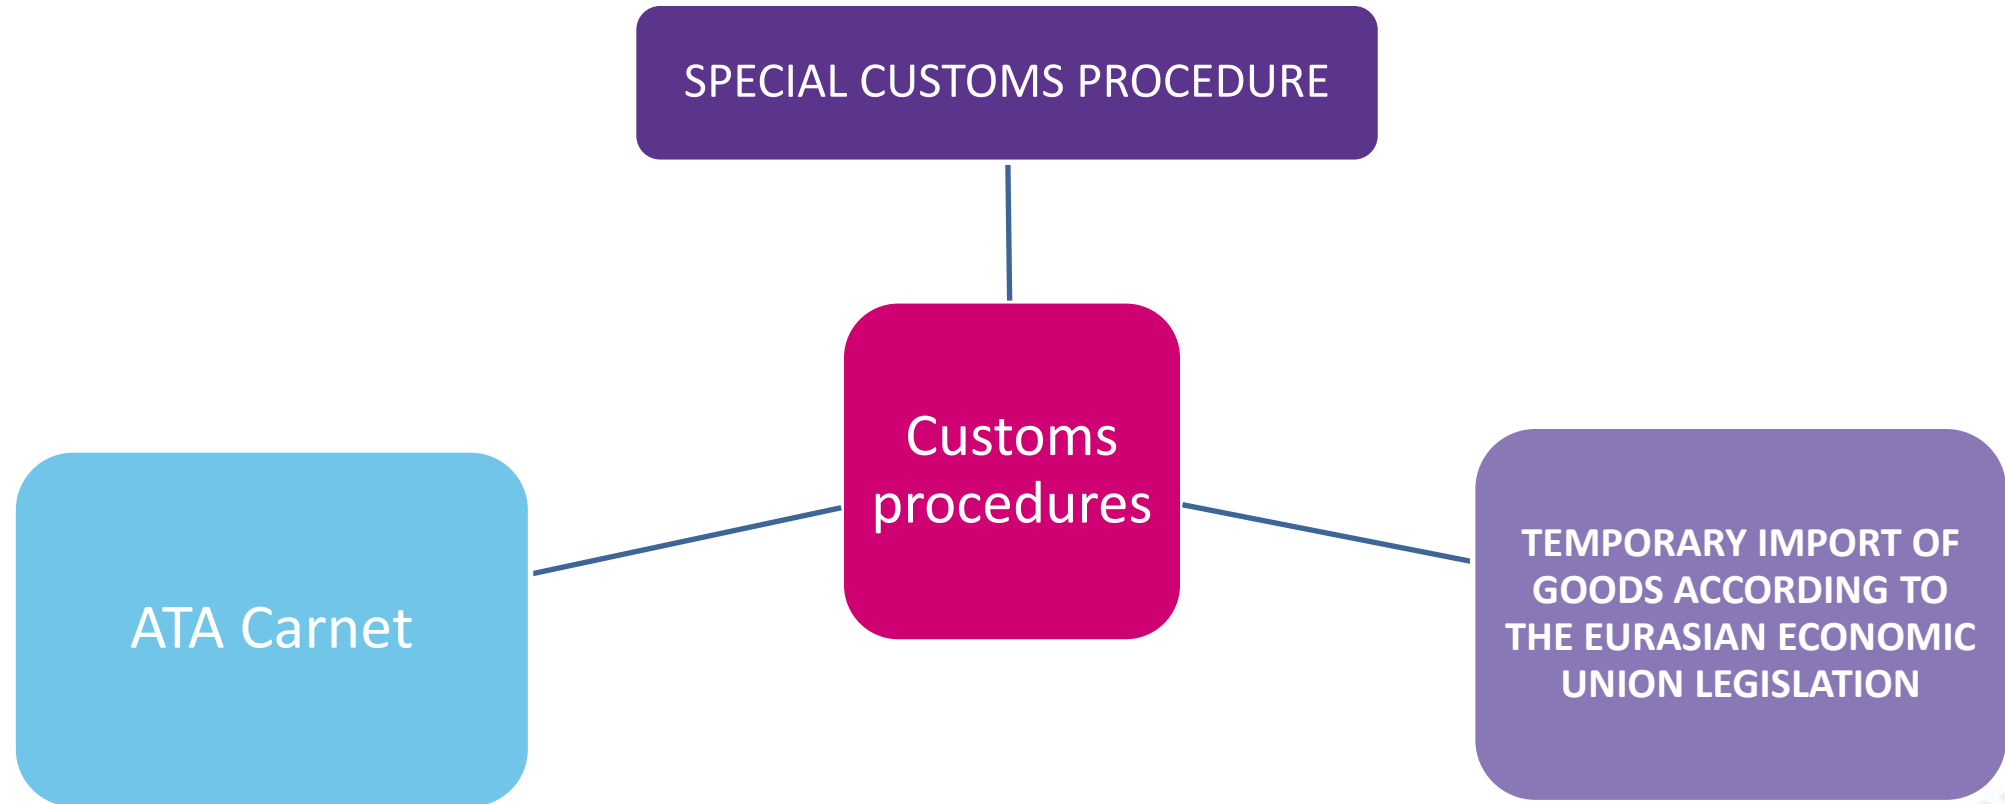 SPECIAL CUSTOMS PROCEDURE
Customs
procedures
ATA Carnet
TEMPORARY IMPORT OF
GOODS ACCORDING TO
THE EURASIAN ECONOMIC
UNION LEGISLATION